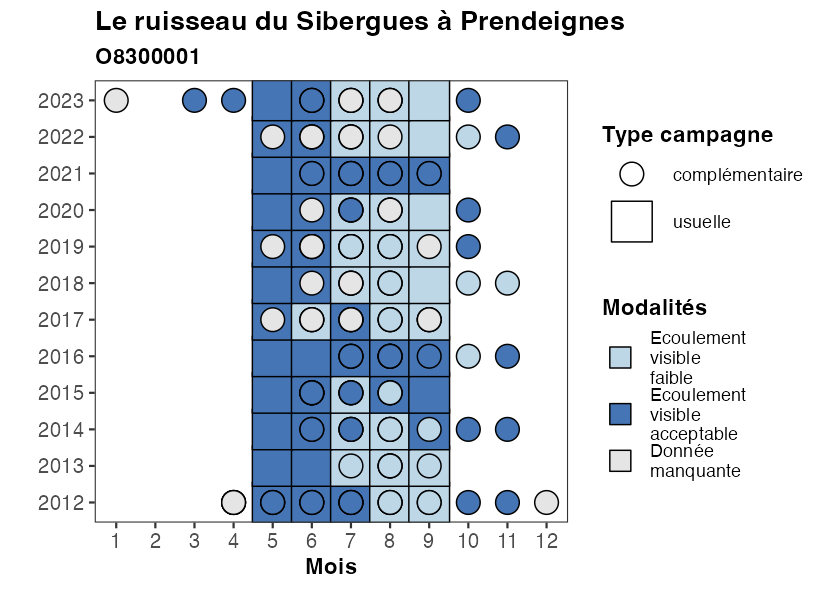 Le ruisseau du Sibergues à Prendeignes
O8300001
2023
2022
2021
2020
2019
2018
2017
2016
2015
2014
2013
2012
1 2 3 4 5 6 7 8 9 10 11 12
Mois
Type campagne
complémentaire
usuelle
Modalités
Ecoulement
visible
faible
Ecoulement
visible
acceptable
Donnée
manquante